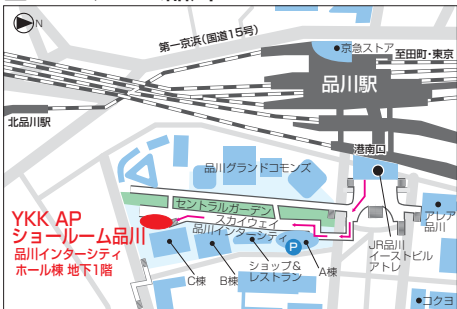 N
第一京浜(国道15号)
京急ストア
至田町・東京
品川駅
北品川駅
港南口
品川グランドコモンズ
セントラルガーデン
スカイウェイ
品川インターシティ
アレア
品川
YKK AP
ショールーム品川
品川インターシティ
ホール棟 地下1階
P
JR品川
イーストビル
アトレ
C棟
B棟
ショップ&
レストラン
A棟
コクヨ